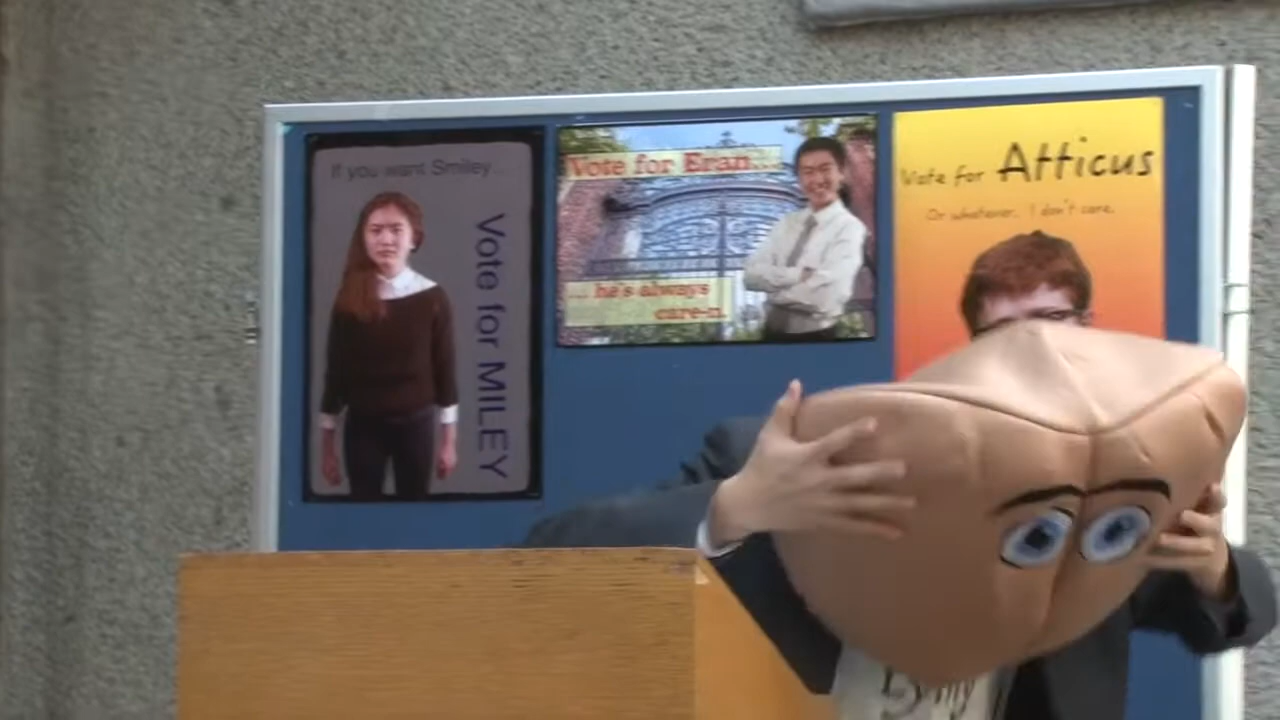 If you want Smiley...
Vote for MILEY
Vote for Eran...
... he's always
care-n.
Vote for Atticus
Or whatever. I don't care.